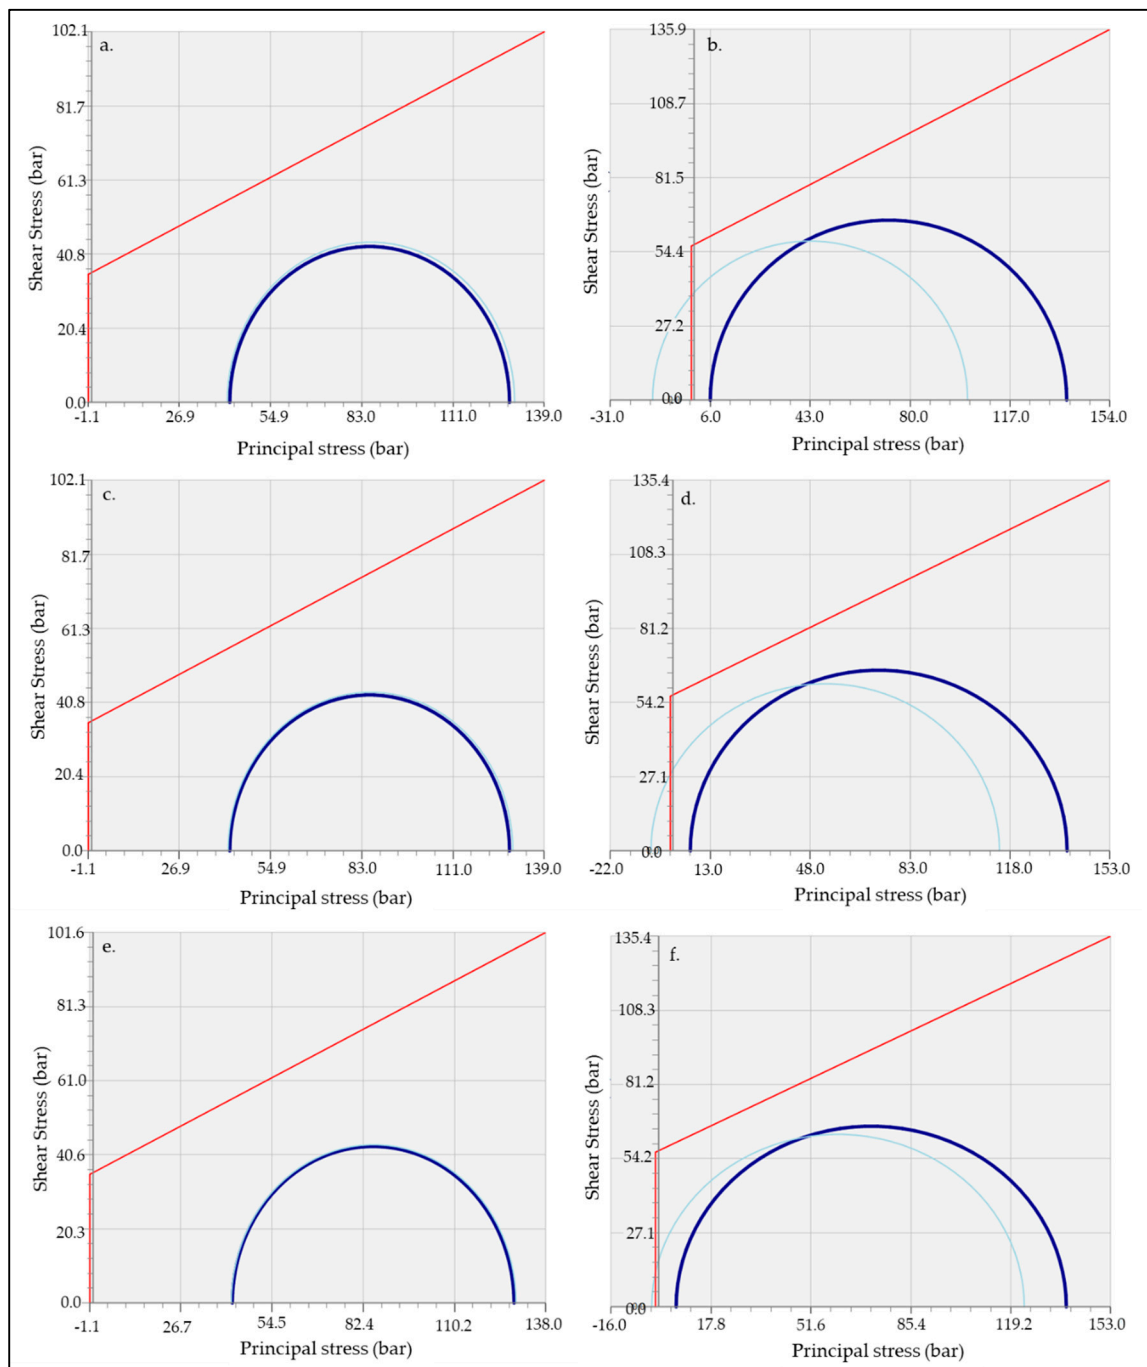 a.
102.1
81.7
61.3
40.8
20.4
0.0
-1.1 26.9 54.9 83.0 111.0 139.0
Shear Stress (bar)
Principal stress (bar)
b.
135.9
108.7
81.5
54.4
27.2
0.0
-31.0 6.0 43.0 80.0 117.0 154.0
Shear Stress (bar)
Principal stress (bar)
c.
102.1
81.7
61.3
40.8
20.4
0.0
-1.1 26.9 54.9 83.0 111.0 139.0
Shear Stress (bar)
Principal stress (bar)
d.
135.4
108.3
81.2
54.2
27.1
0.0
-22.0 13.0 48.0 83.0 118.0 153.0
Shear Stress (bar)
Principal stress (bar)
e.
101.6
81.3
61.0
40.6
20.3
0.0
-1.1 26.7 54.5 82.4 110.2 138.0
Shear Stress (bar)
Principal stress (bar)
f.
135.4
108.3
81.2
54.2
27.1
0.0
-16.0 17.8 51.6 85.4 119.2 153.0
Shear Stress (bar)
Principal stress (bar)